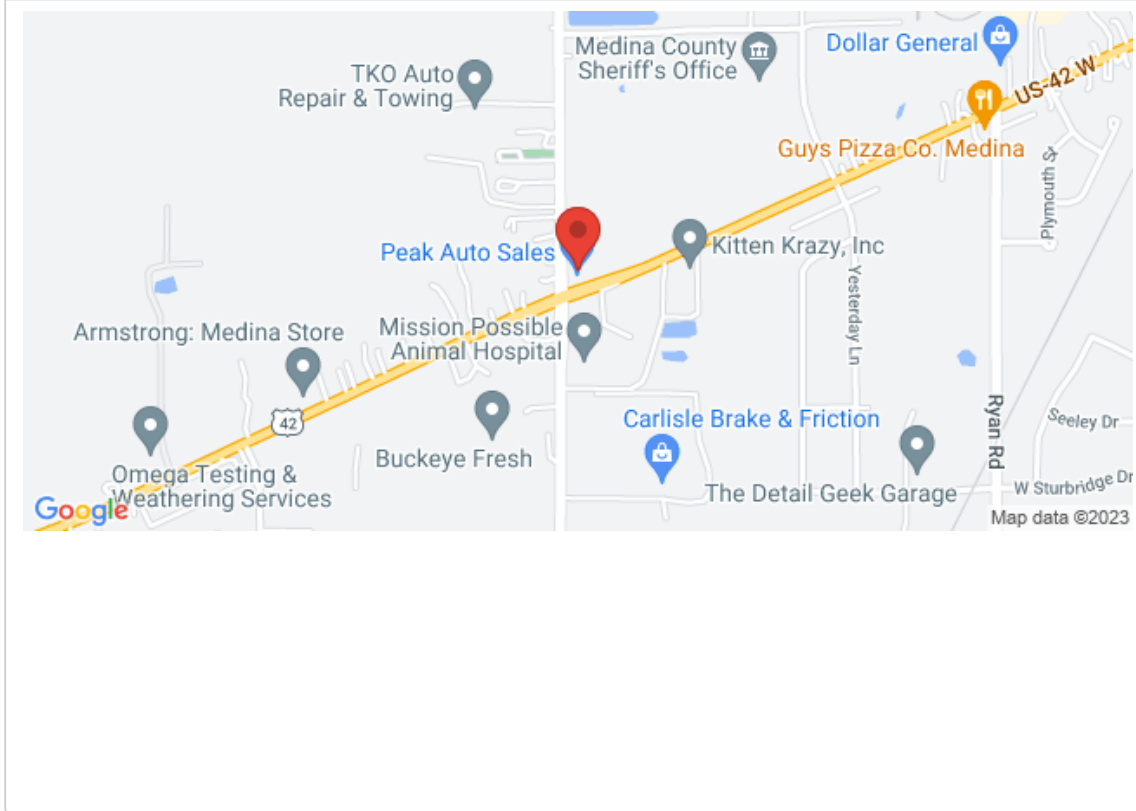 Medina County
Sheriff's Office
Dollar General
US-42 W
TKO Auto
Repair & Towing
Guys Pizza Co. Medina
Plymouth St
Peak Auto Sales
Kitten Krazy, Inc
Yesterday Ln
Armstrong: Medina Store
Mission Possible
Animal Hospital
42
Carlisle Brake & Friction
Ryan Rd
Seeley Dr
Buckeye Fresh
Omega Testing &
Weathering Services
The Detail Geek Garage
W Sturbridge Dr
Google
Map data ©2023